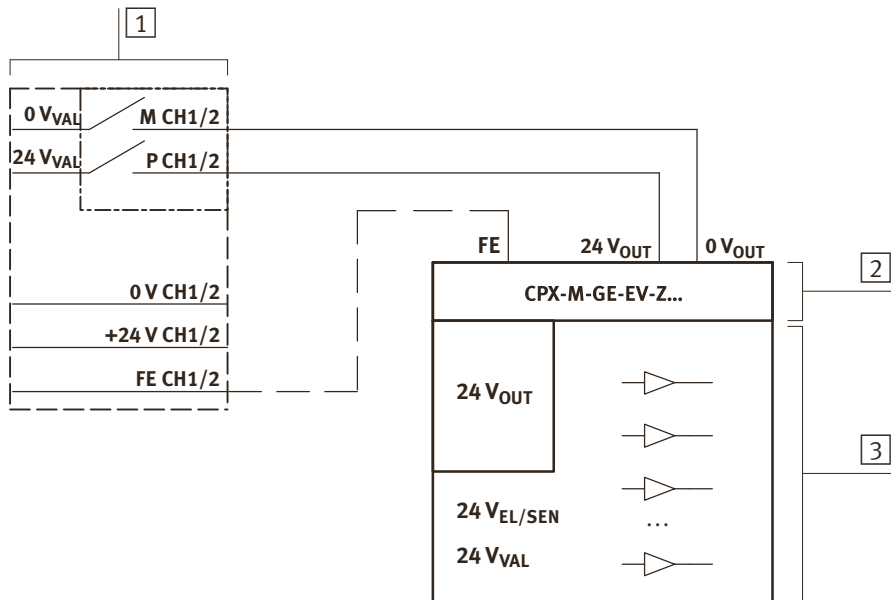 1
0 VVAL M CH1/2
24 VVAL P CH1/2
0 V CH1/2
+24 V CH1/2
FE CH1/2
FE 24 VOUT 0 VOUT
2
CPX-M-GE-EV-Z...
24 VOUT
3
24 VEL/SEN
...
24 VVAL